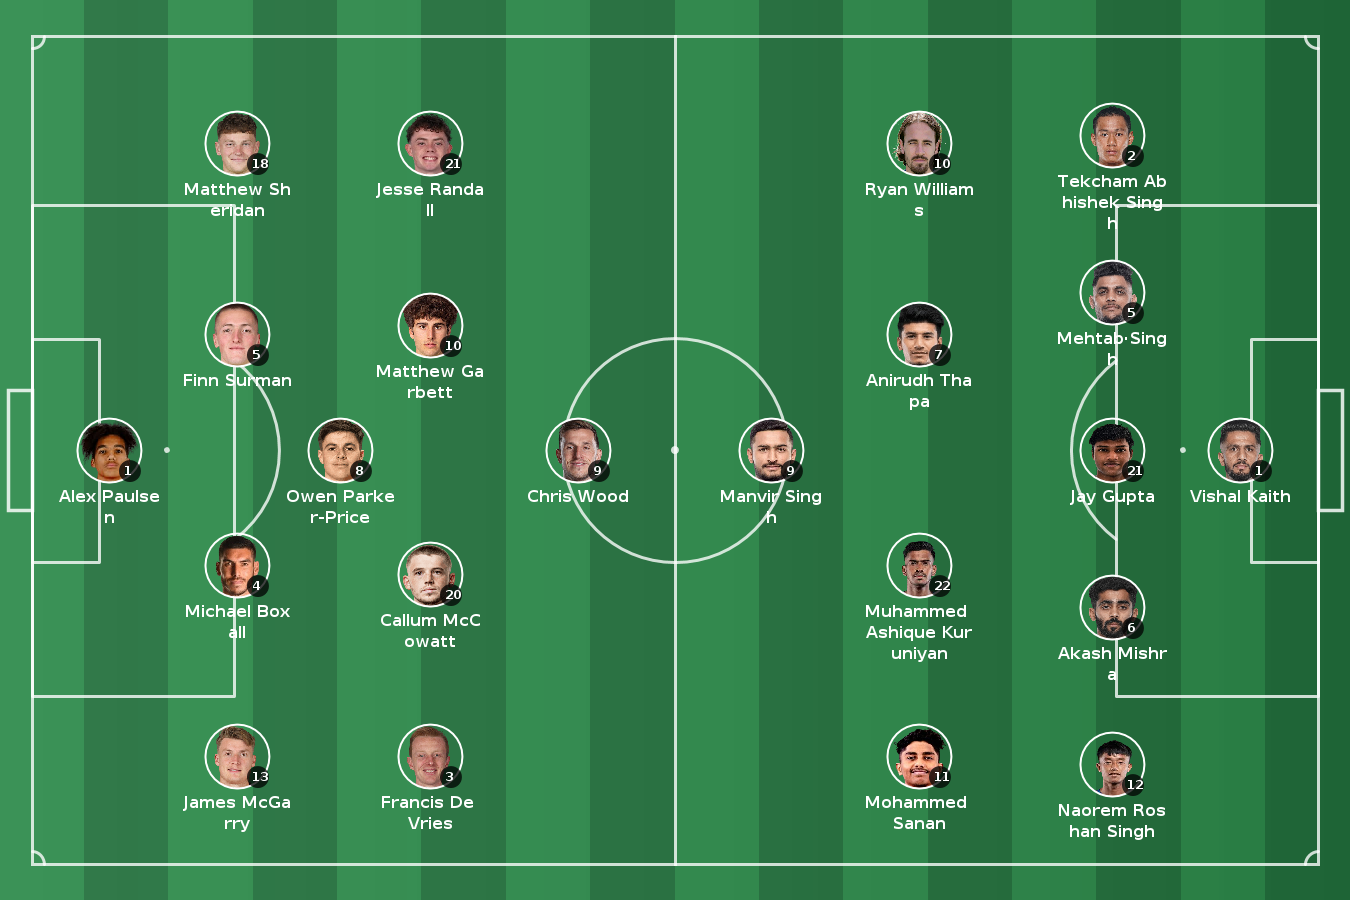 18
Matthew Sh
eridan
21
Jesse Randa
ll
10
Ryan William
s
2
Tekcham Ab
hishek Sing
h
5
Finn Surman
10
Matthew Ga
rbett
7
Anirudh Tha
pa
5
Mehtab Sing
h
1
Alex Paulse
n
8
Owen Parke
r-Price
9
Chris Wood
9
Manvir Sing
h
21
Jay Gupta
1
Vishal Kaith
4
Michael Box
all
20
Callum McC
owatt
22
Muhammed
Ashique Kur
uniyan
6
Akash Mishr
a
13
James McGa
rry
3
Francis De
Vries
11
Mohammed
Sanan
12
Naorem Ros
han Singh